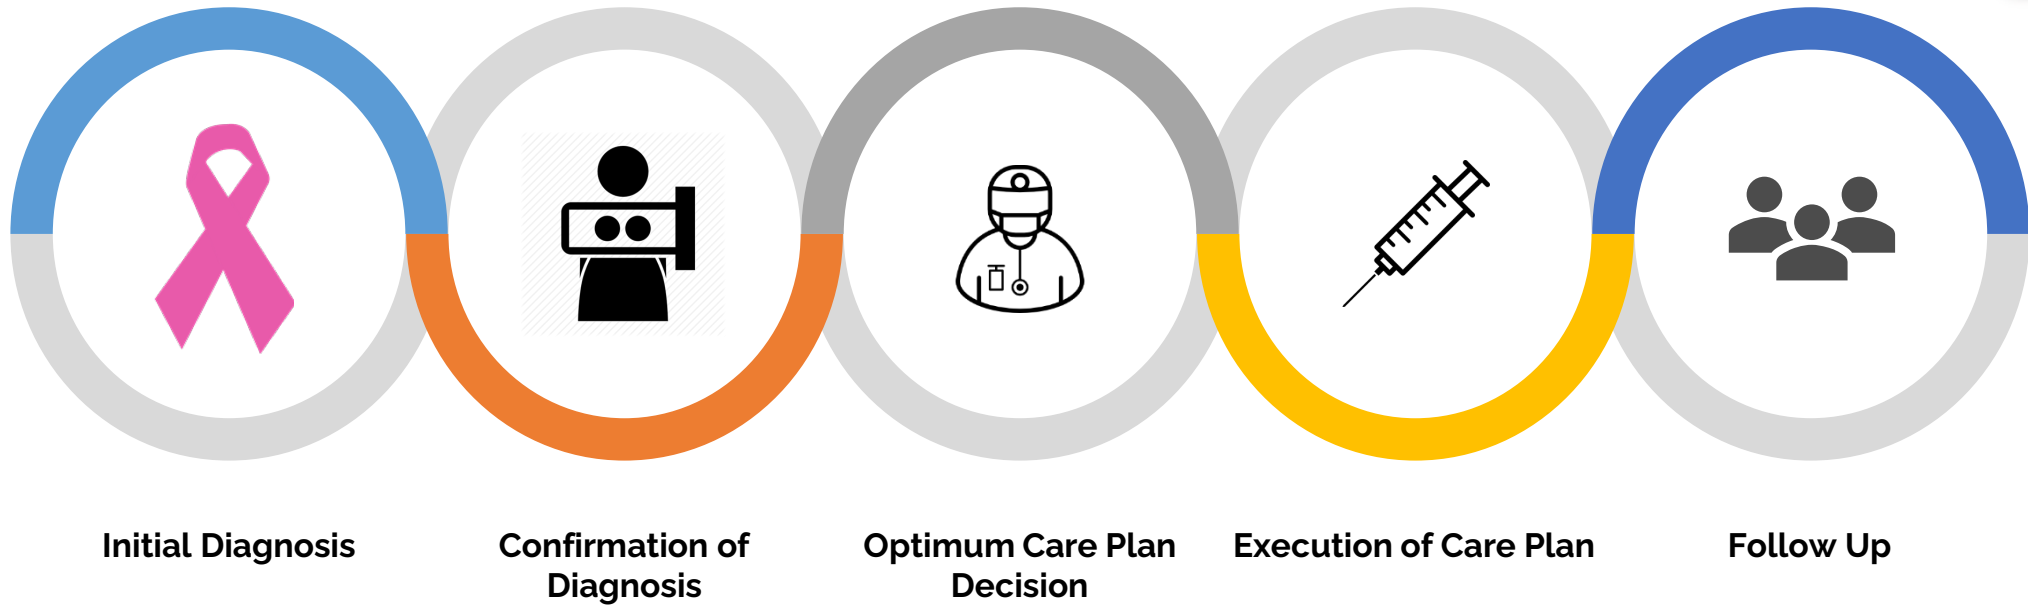 Initial Diagnosis
Confirmation of
Diagnosis
Optimum Care Plan
Decision
Execution of Care Plan
Follow Up